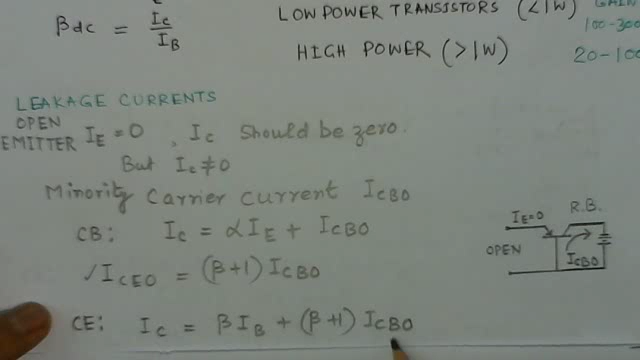 βdc = Ic/IB
LOW POWER TRANSISTORS (<1W) GAIN
100-300
HIGH POWER (>1W) 20-100
LEAKAGE CURRENTS
OPEN EMITTER IE=0, Ic should be zero.
But Ic≠0
Minority Carrier Current ICBO
CB: Ic = αIE + ICBO
✓ICEO = (β+1) ICBO
CE: Ic = βIB + (β+1) ICBO
IE=0 R.B.
OPEN ICBO